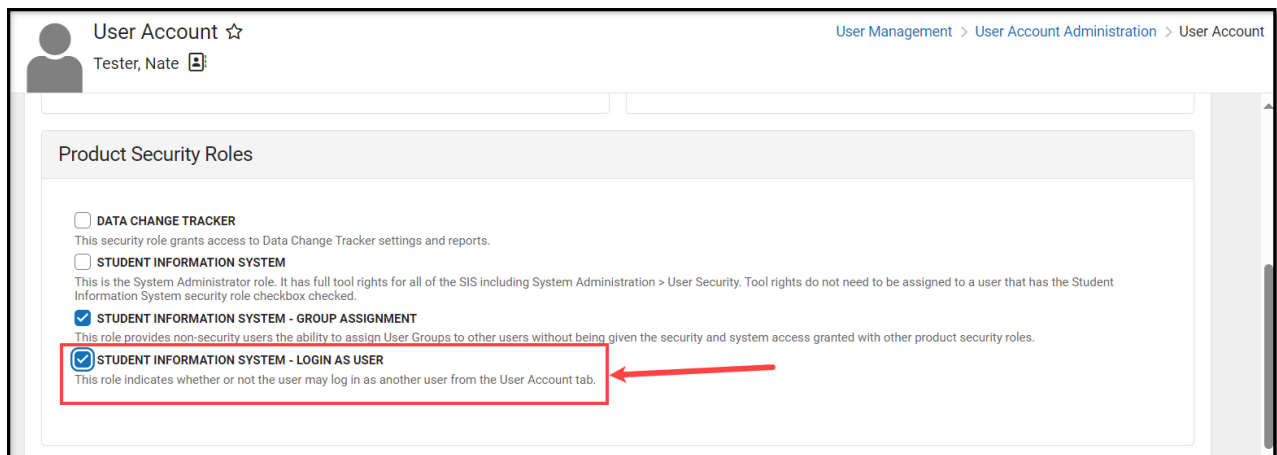 User Account
User Management > User Account Administration > User Account
Tester, Nate
Product Security Roles
DATA CHANGE TRACKER
This security role grants access to Data Change Tracker settings and reports.
STUDENT INFORMATION SYSTEM
This is the System Administrator role. It has full tool rights for all of the SIS including System Administration > User Security. Tool rights do not need to be assigned to a user that has the Student
Information System security role checkbox checked.
STUDENT INFORMATION SYSTEM - GROUP ASSIGNMENT
This role provides non-security users the ability to assign User Groups to other users without being given the security and system access granted with other product security roles.
STUDENT INFORMATION SYSTEM - LOGIN AS USER
This role indicates whether or not the user may log in as another user from the User Account tab.